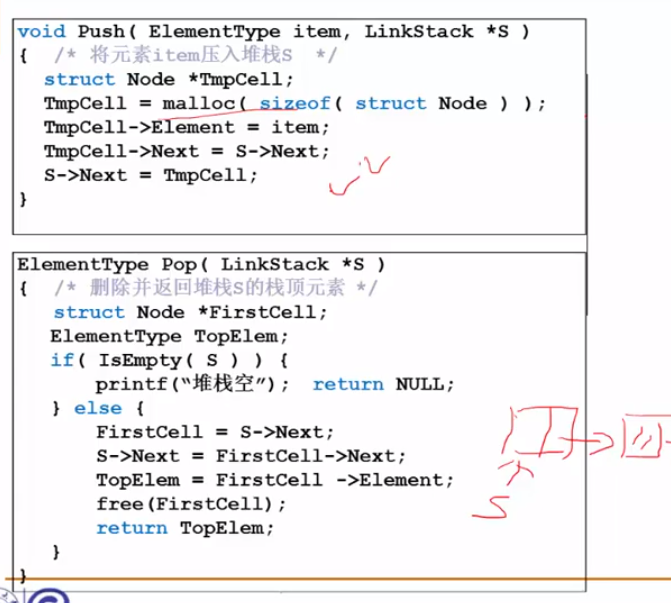 void Push( ElementType item, LinkStack *S )
{ /* 将元素item压入堆栈S */
struct Node *TmpCell;
TmpCell = malloc( sizeof( struct Node ) );
TmpCell->Element = item;
TmpCell->Next = S->Next;
S->Next = TmpCell;
}
ElementType Pop( LinkStack *S )
{ /* 删除并返回堆栈S的栈顶元素 */
struct Node *FirstCell;
ElementType TopElem;
if( IsEmpty( S ) ) {
printf(“堆栈空”); return NULL;
} else {
FirstCell = S->Next;
S->Next = FirstCell->Next;
TopElem = FirstCell ->Element;
free(FirstCell);
return TopElem;
}
}
S